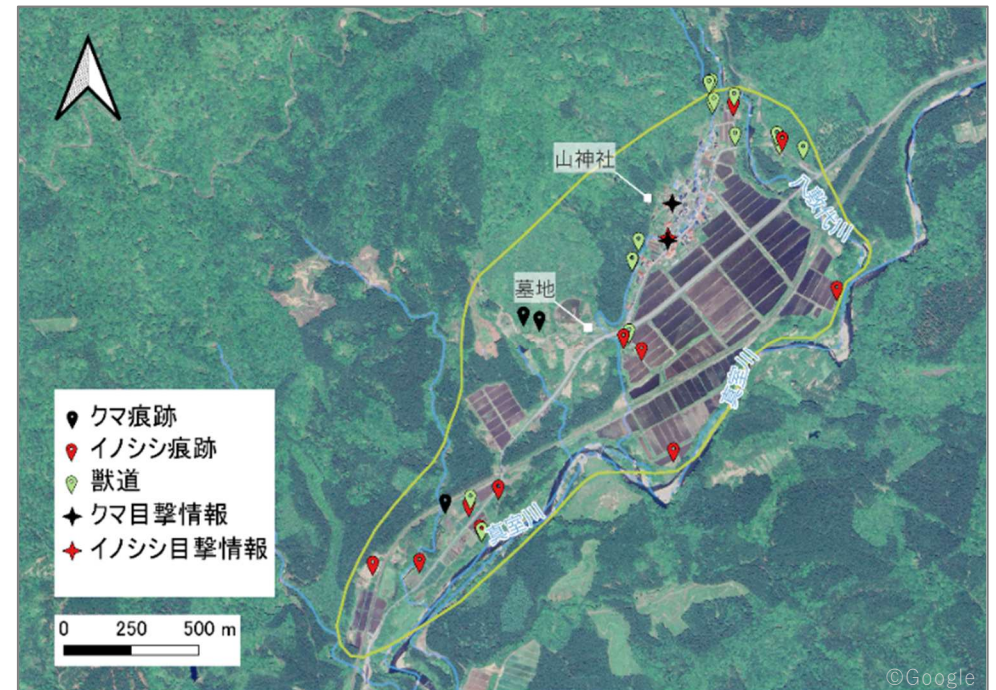 山神社
八敷代川
墓地
真室川
真室川
クマ痕跡
イノシシ痕跡
獣道
クマ目撃情報
イノシシ目撃情報
0 250 500 m
©Google